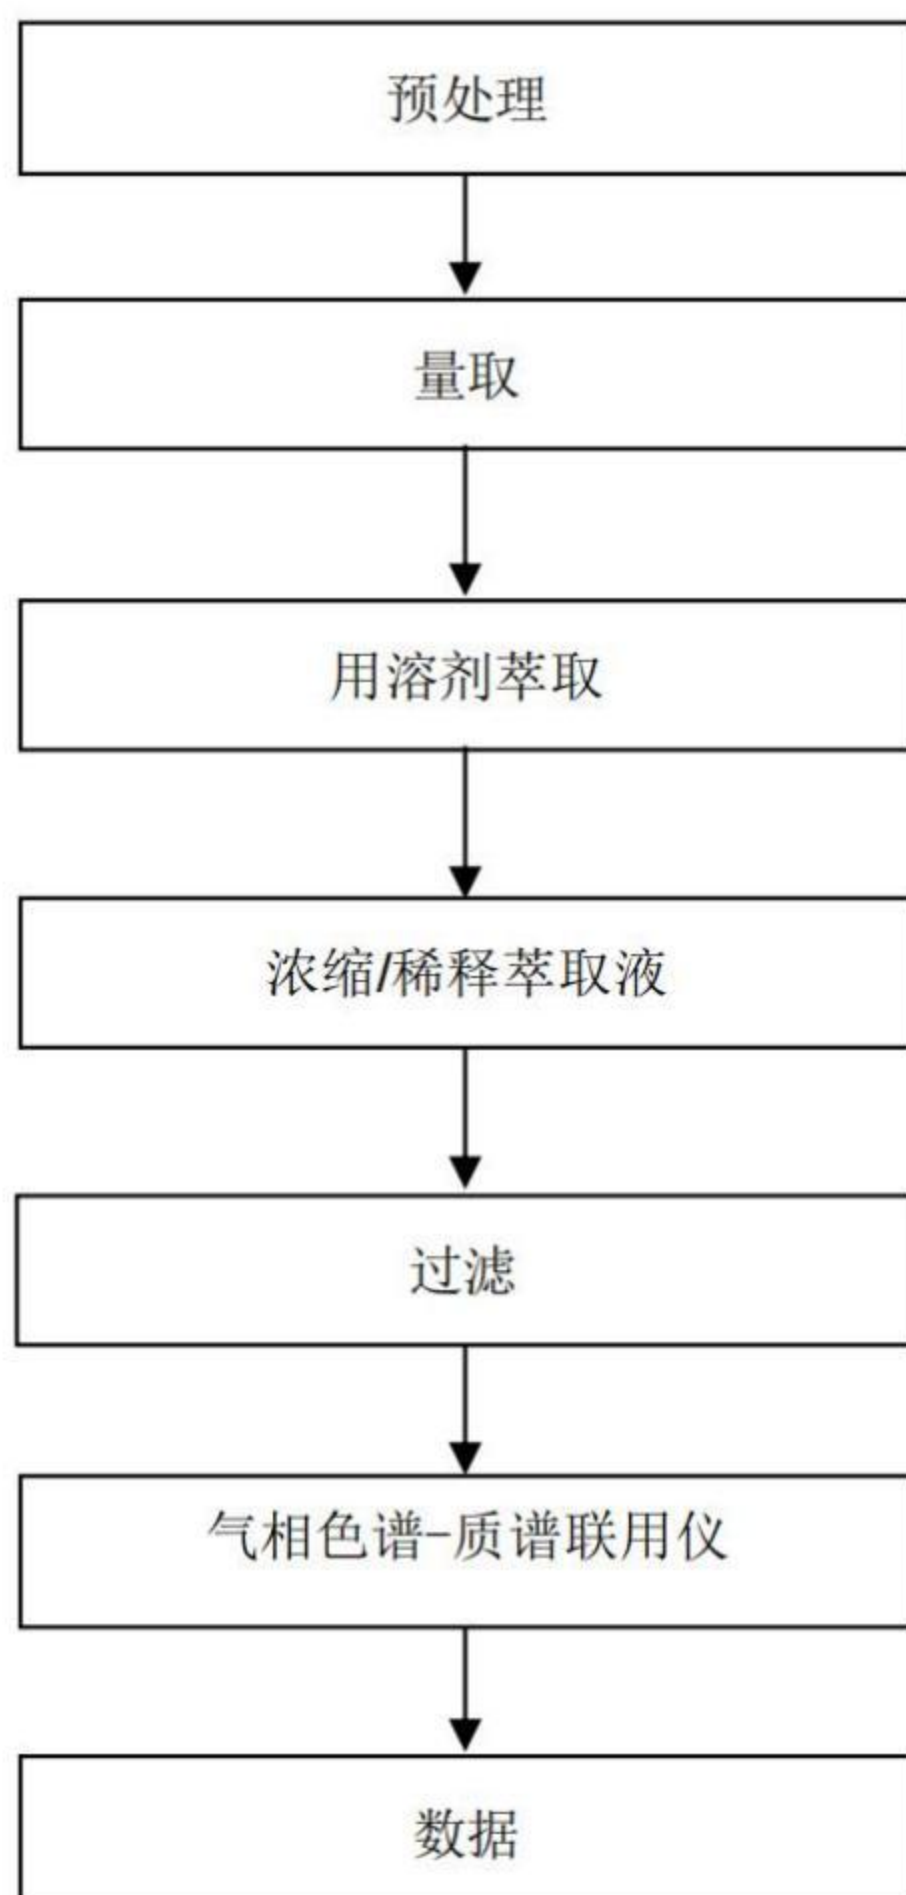 预处理
量取
用溶剂萃取
浓缩/稀释萃取液
过滤
气相色谱-质谱联用仪
数据